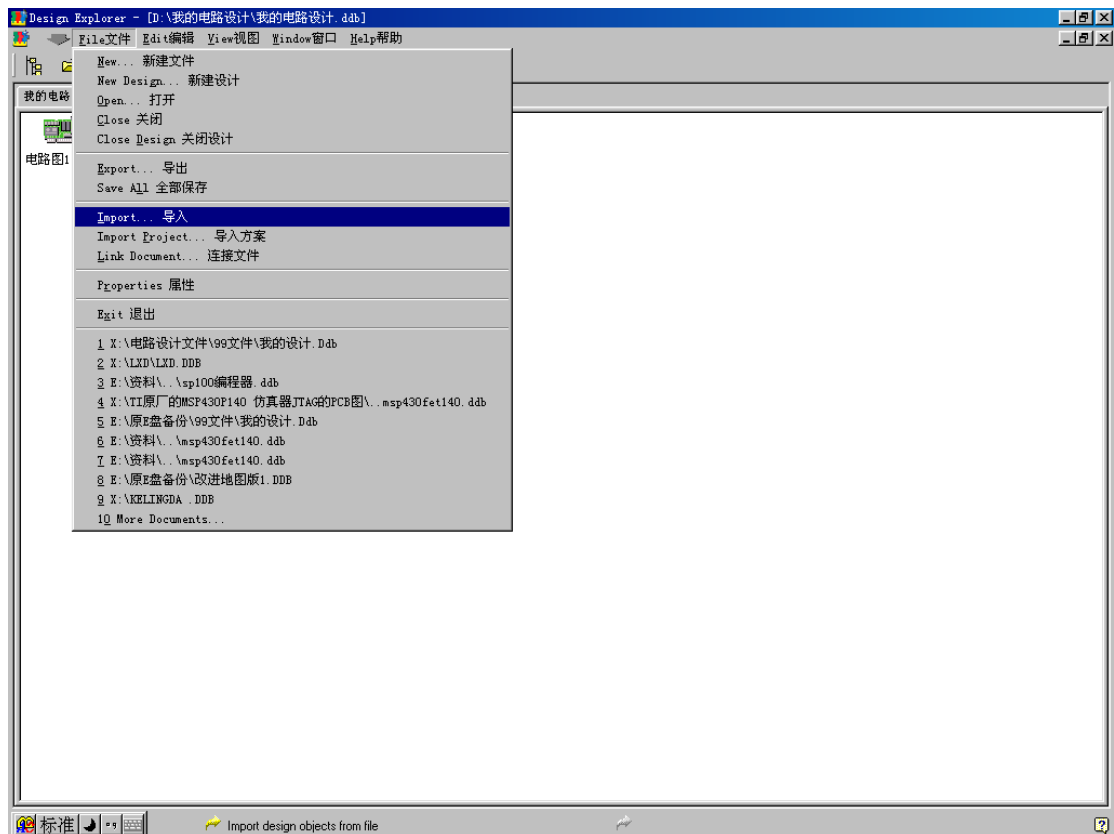 Design Explorer - [D:\我的电路设计\我的电路设计.ddb]
File文件 Edit编辑 View视图 Window窗口 Help帮助
New... 新建文件
New Design... 新建设计
我的电路
Open... 打开
Close 关闭
Close Design 关闭设计
电路图1
Export... 导出
Save All 全部保存
Import... 导入
Import Project... 导入方案
Link Document... 连接文件
Properties 属性
Exit 退出
1 X:\电路设计文件\99文件\我的设计.Ddb
2 X:\LXD\LXD.DDB
3 E:\资料\..\sp100编程器.ddb
4 X:\TI原厂的MSP430P140 仿真器JTAG的PCB图\..msp430fet140.ddb
5 E:\原E盘备份\99文件\我的设计.Ddb
6 E:\资料\..\msp430fet140.ddb
7 E:\资料\..\msp430fet140.ddb
8 E:\原E盘备份\改进地图版1.DDB
9 X:\KELINGDA .DDB
10 More Documents...
标准 Import design objects from file